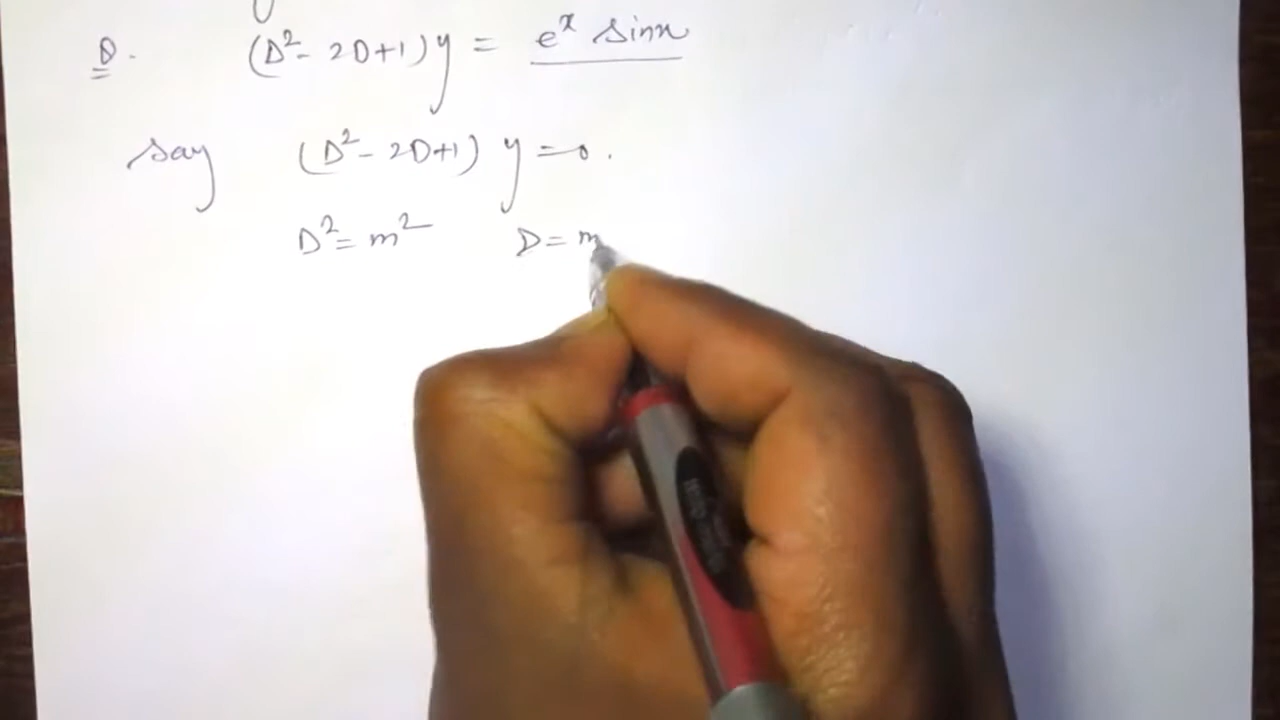 Q. (D² - 2D+1) y = eˣ sinx
say (D² - 2D+1) y = 0.
D² = m² D = m